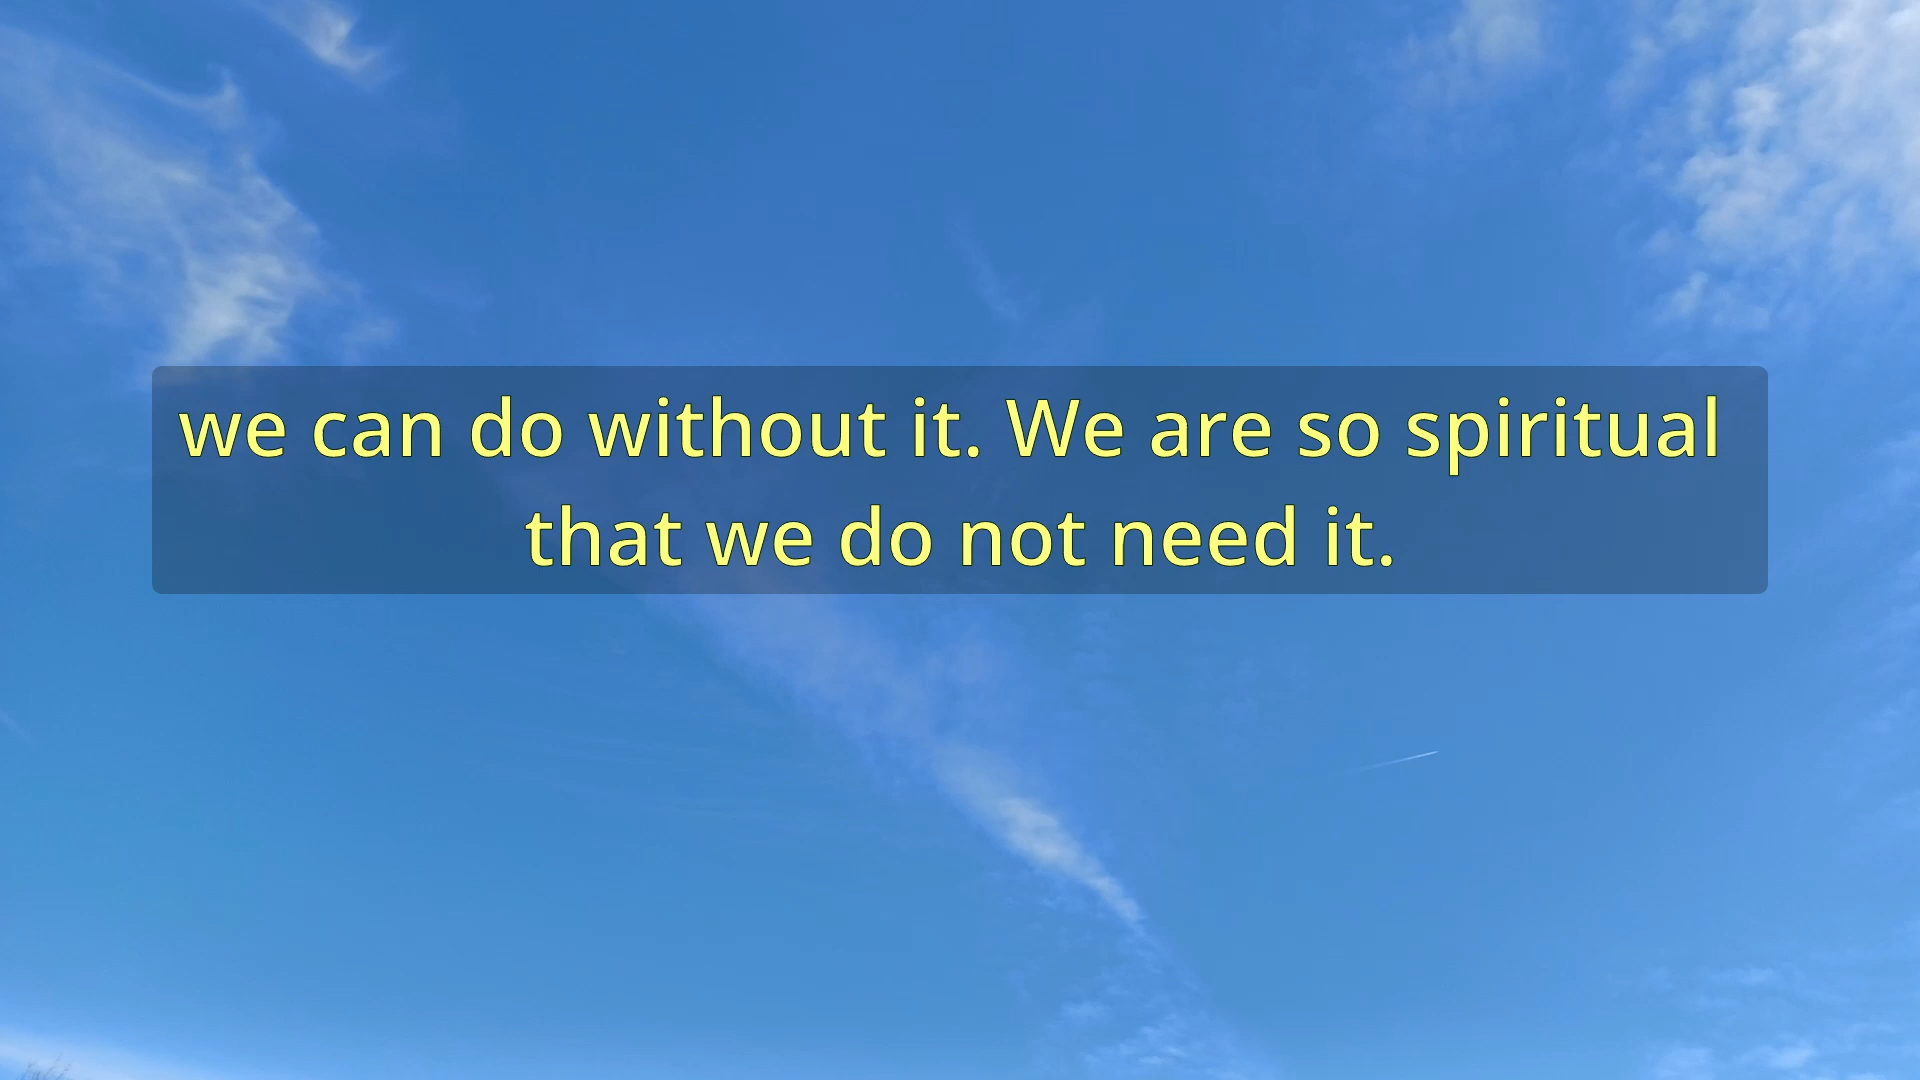 we can do without it. We are so spiritual
that we do not need it.